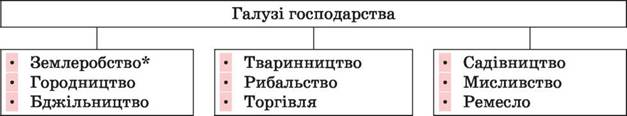 Галузі господарства
• Землеробство*
• Городництво
• Бджільництво
• Тваринництво
• Рибальство
• Торгівля
• Садівництво
• Мисливство
• Ремесло